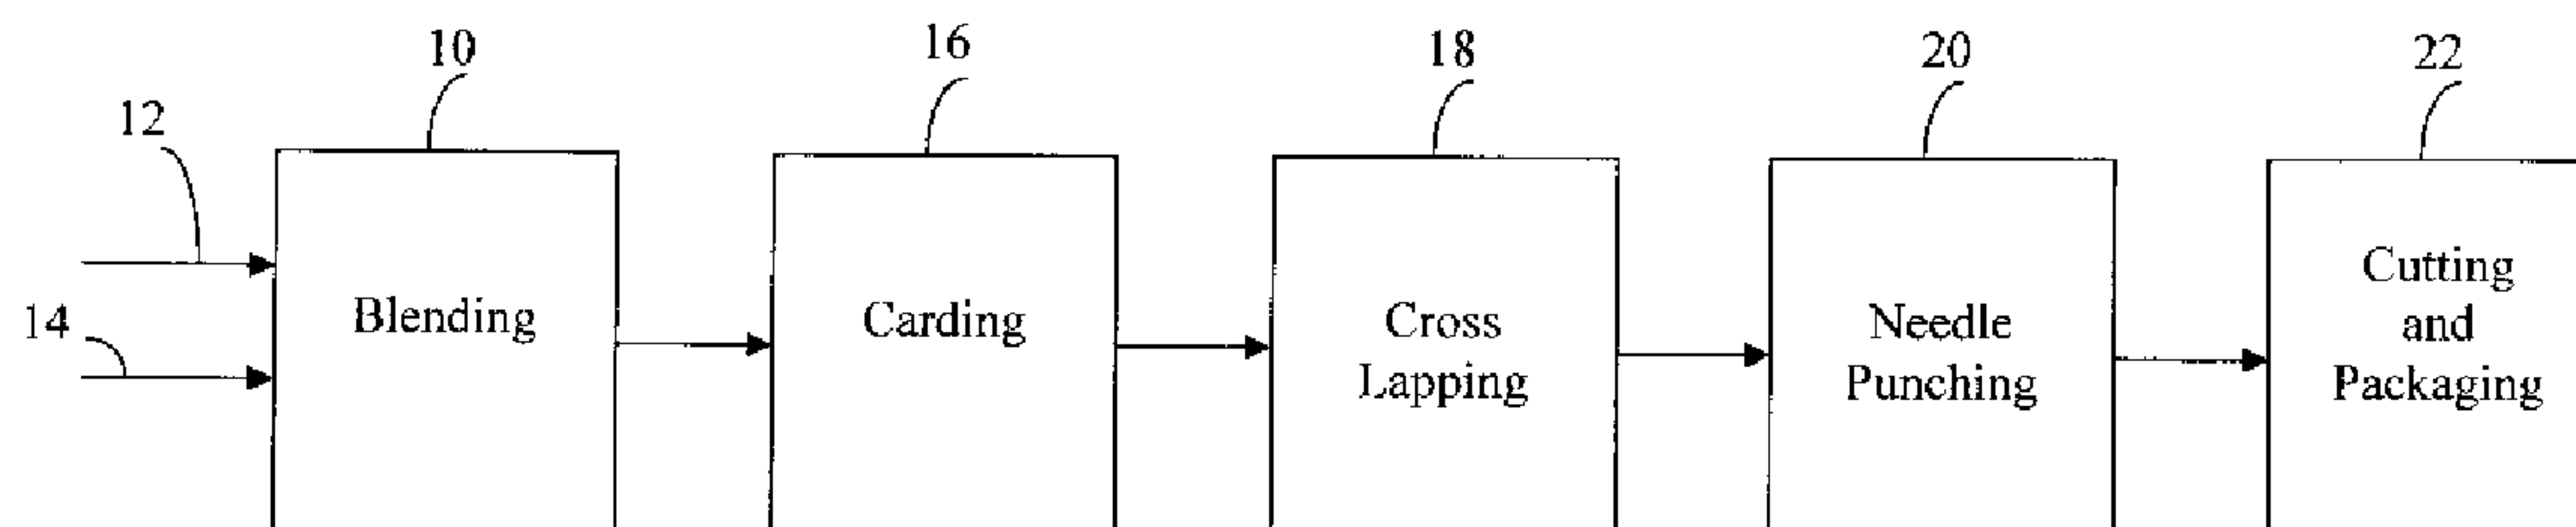 10
16
18
20
22
12
14
Blending
Carding
Cross
Lapping
Needle
Punching
Cutting
and
Packaging